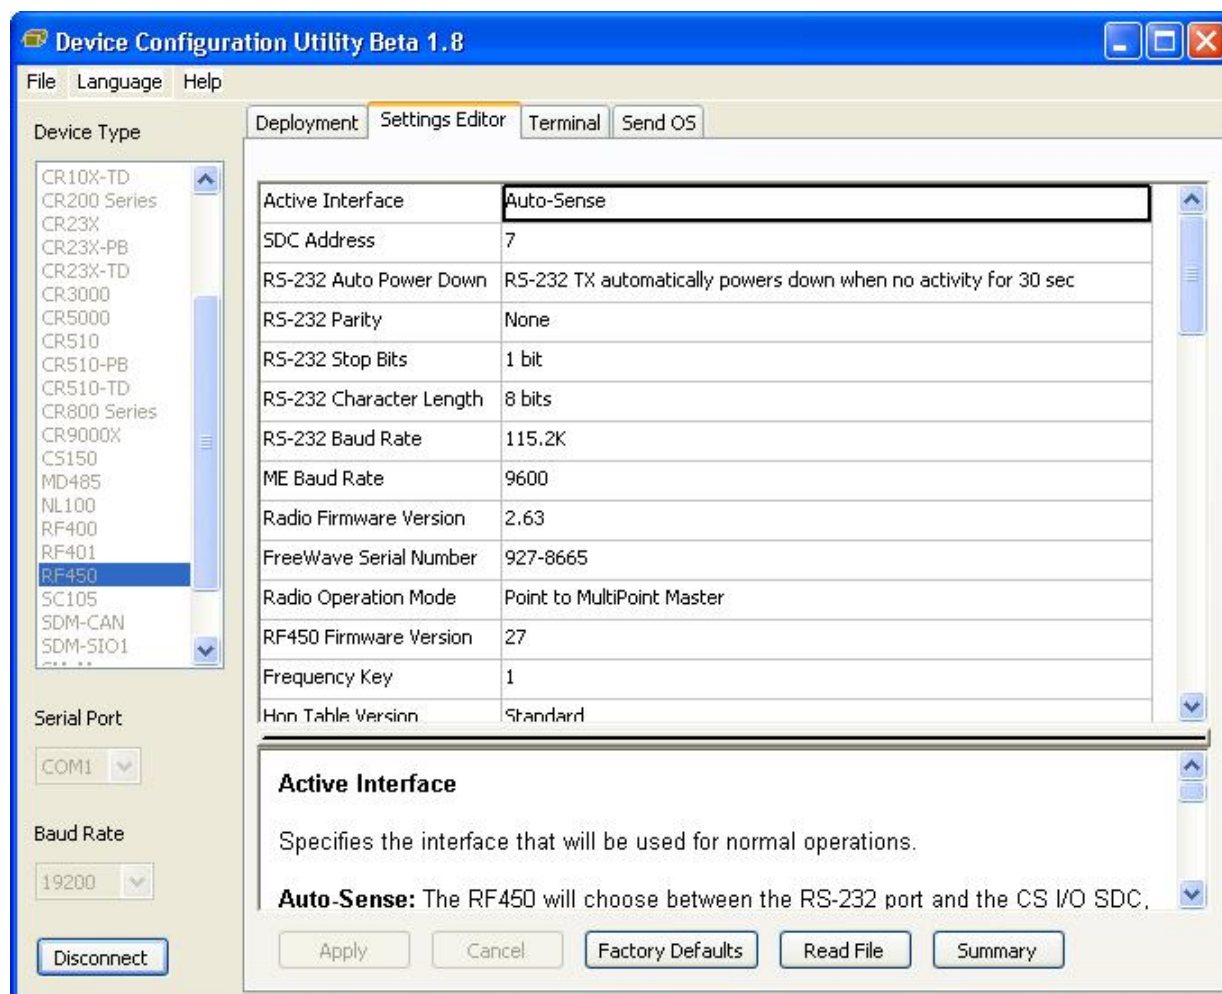 Device Configuration Utility Beta 1.8
File Language Help
Device Type
CR10X-TD
CR200 Series
CR23X
CR23X-PB
CR23X-TD
CR3000
CR5000
CR510
CR510-PB
CR510-TD
CR800 Series
CR9000X
CS150
MD485
NL100
RF400
RF401
RF450
SC105
SDM-CAN
SDM-SIO1
Serial Port
COM1
Baud Rate
19200
Disconnect
Deployment Settings Editor Terminal Send OS
Active Interface Auto-Sense
SDC Address 7
RS-232 Auto Power Down RS-232 TX automatically powers down when no activity for 30 sec
RS-232 Parity None
RS-232 Stop Bits 1 bit
RS-232 Character Length 8 bits
RS-232 Baud Rate 115.2K
ME Baud Rate 9600
Radio Firmware Version 2.63
FreeWave Serial Number 927-8665
Radio Operation Mode Point to MultiPoint Master
RF450 Firmware Version 27
Frequency Key 1
Hop Table Version Standard
Active Interface
Specifies the interface that will be used for normal operations.
Auto-Sense: The RF450 will choose between the RS-232 port and the CS I/O SDC,
Apply Cancel Factory Defaults Read File Summary